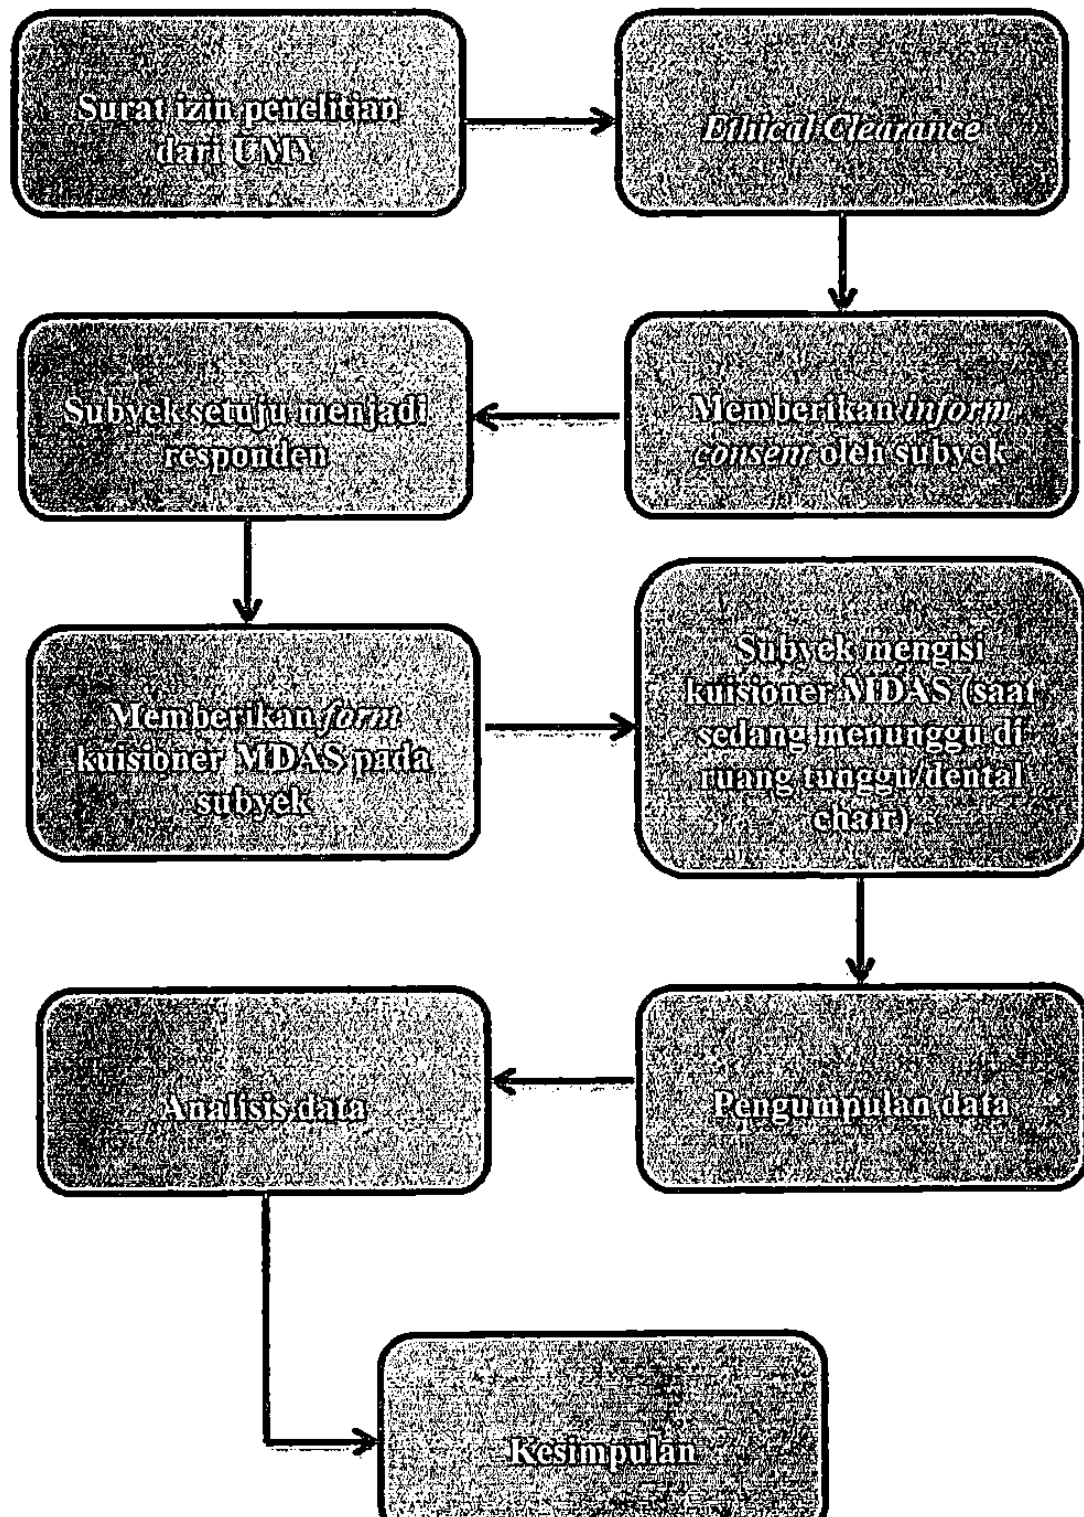 Surat izin penelitian
dari UMY
Ethical Clearance
Memberikan inform
consent oleh subyek
Subyek setuju menjadi
responden
Memberikan form
kuisioner MDAS pada
subyek
Subyek mengisi
kuisioner MDAS (saat
sedang menunggu di
ruang tunggu/dental
chair)
Pengumpulan data
Analisis data
Kesimpulan